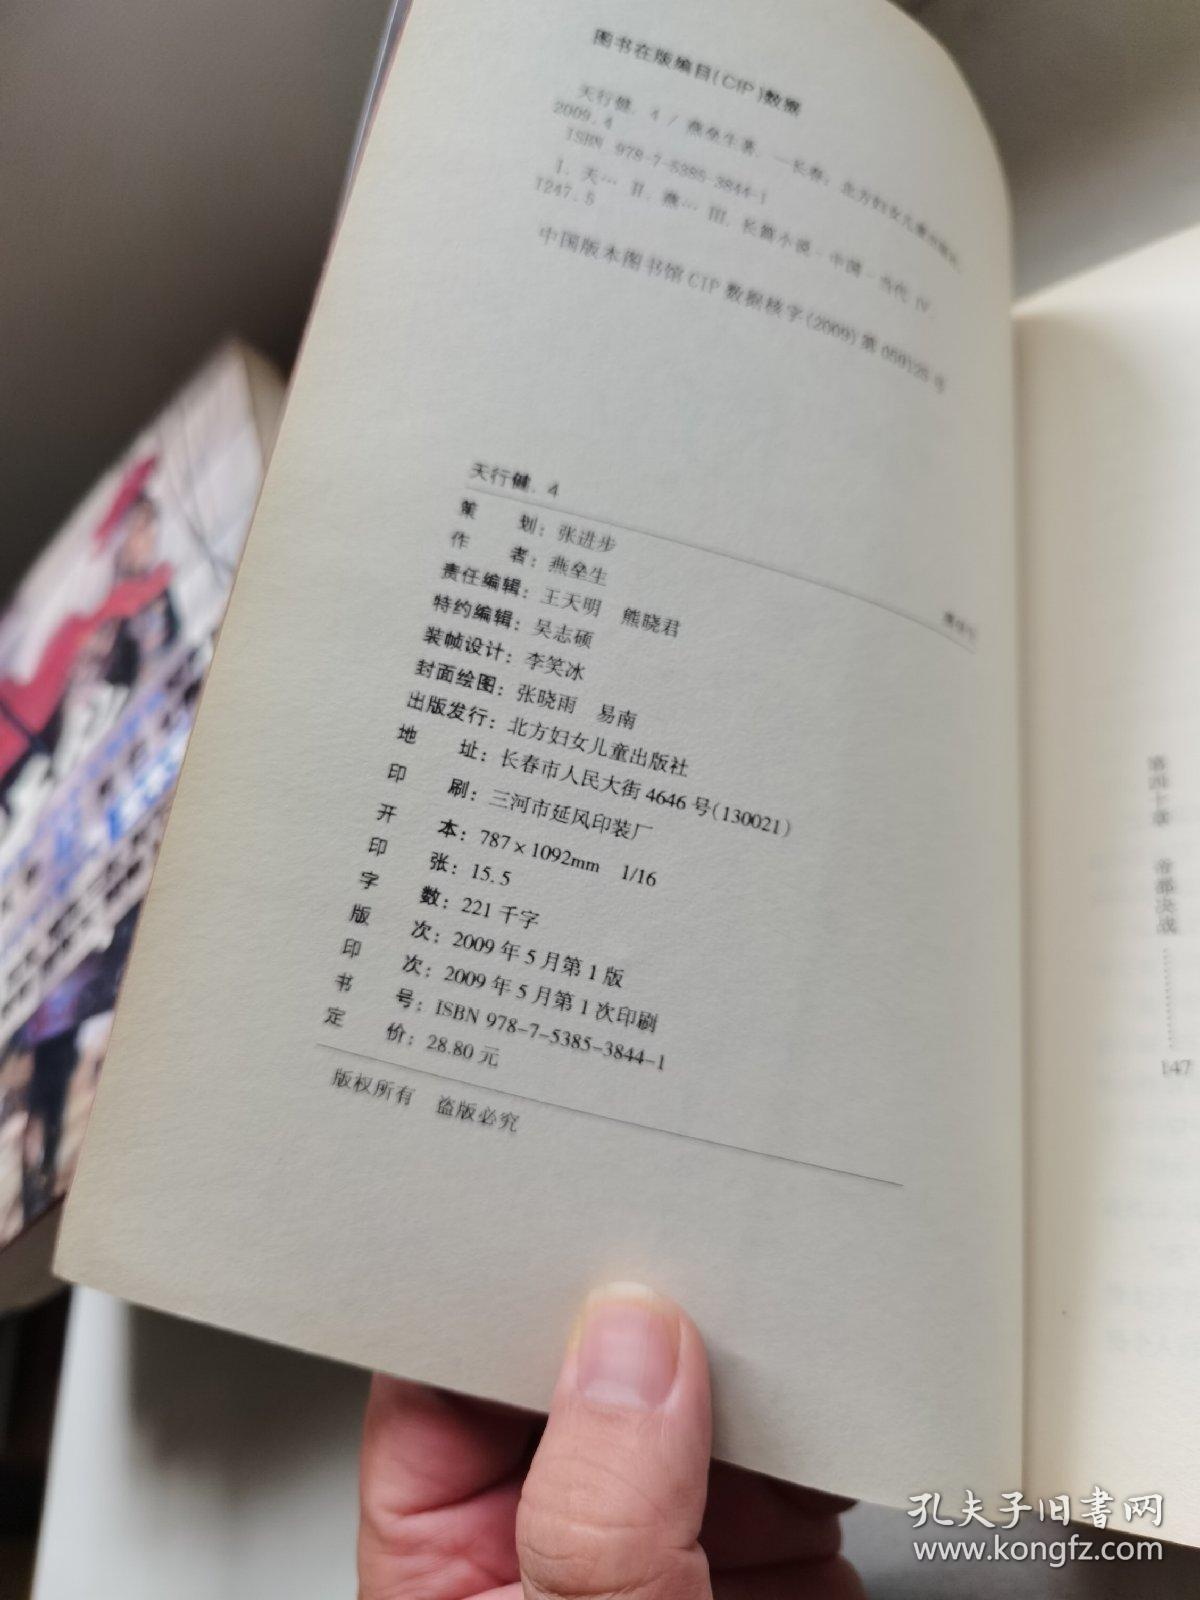 图书在版编目(CIP)数据
天行健. 4 / 燕垒生著. —长春: 北方妇女儿童出版社,
2009.4
ISBN 978-7-5385-3844-1
Ⅰ. 天… Ⅱ. 燕… Ⅲ. 长篇小说-中国-当代 Ⅳ.
I247.5
中国版本图书馆CIP数据核字(2009)第059125号
天行健. 4
策 划: 张进步
作 者: 燕垒生 燕垒生
责任编辑: 王天明 熊晓君
特约编辑: 吴志硕
装帧设计: 李笑冰
封面绘图: 张晓雨 易南
出版发行: 北方妇女儿童出版社
地 址: 长春市人民大街4646号(130021)
印 刷: 三河市延风印装厂
开 本: 787×1092mm 1/16
印 张: 15.5
字 数: 221千字
版 次: 2009年5月第1版
印 次: 2009年5月第1次印刷
书 号: ISBN 978-7-5385-3844-1
定 价: 28.80元
版权所有 盗版必究
第四十章 帝都决战 …………… 147
孔夫子旧书网
www.kongfz.com